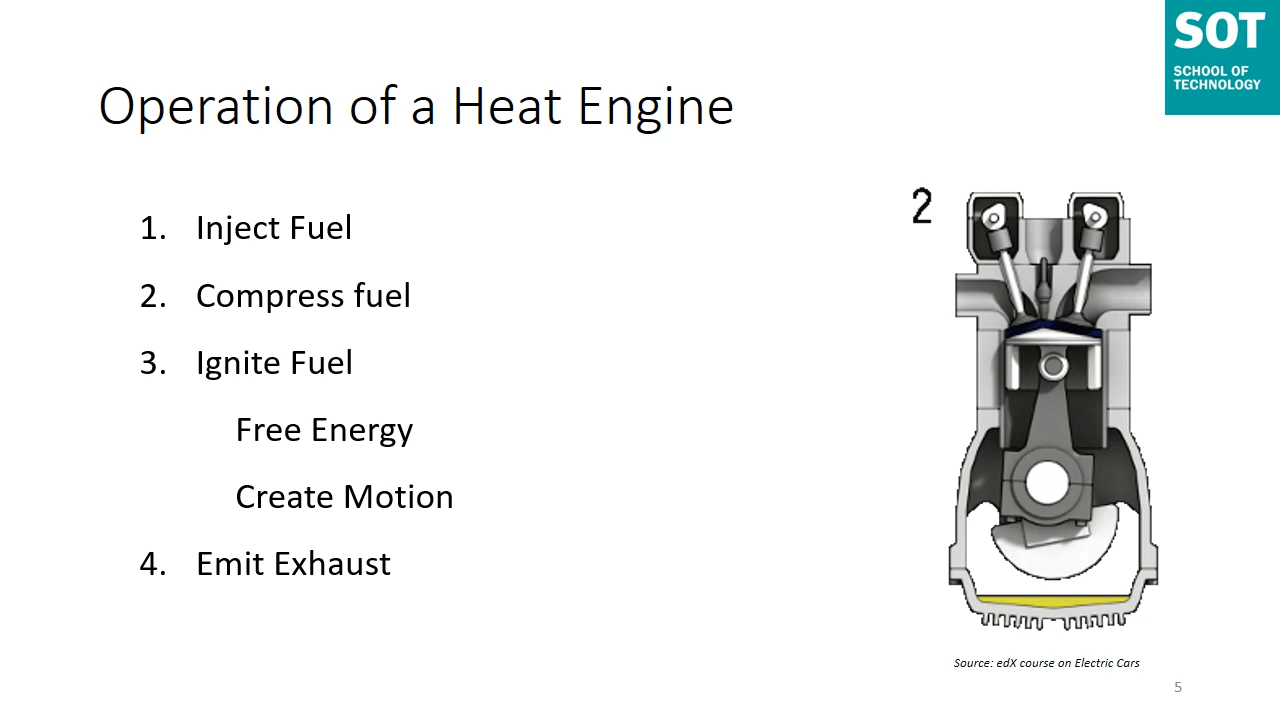 SOT
SCHOOL OF
TECHNOLOGY
Operation of a Heat Engine
1. Inject Fuel
2. Compress fuel
3. Ignite Fuel
Free Energy
Create Motion
4. Emit Exhaust
2
Source: edX course on Electric Cars
5